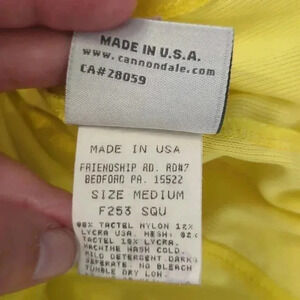 MADE IN U.S.A.
www.cannondale.com
CA#28059
MADE IN USA
FRIENDSHIP RD. RD#7
BEDFORD PA. 15522
SIZE MEDIUM
F253 SQU
88% TACTEL NYLON 12%
LYCRA USA. MESH: 82%
TACTEL 18% LYCRA.
MACHINE WASH COLD.
MILD DETERGENT. DARKS
SEPERATE. NO BLEACH
TUMBLE DRY LOW.